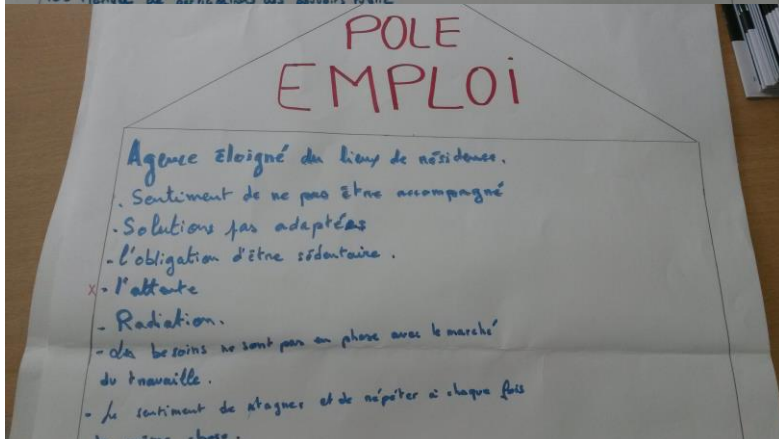 POLE
EMPLOi
Agence éloigné du lieux de résidence.
. Sentiment de ne pas être accompagné
- Solutions pas adaptées
- l'obligation d'être sédentaire.
x - l'attente
- Radiation.
- les besoins ne sont pas en phase avec le marché
du travaille.
- Le sentiment de stagner et de répéter à chaque fois